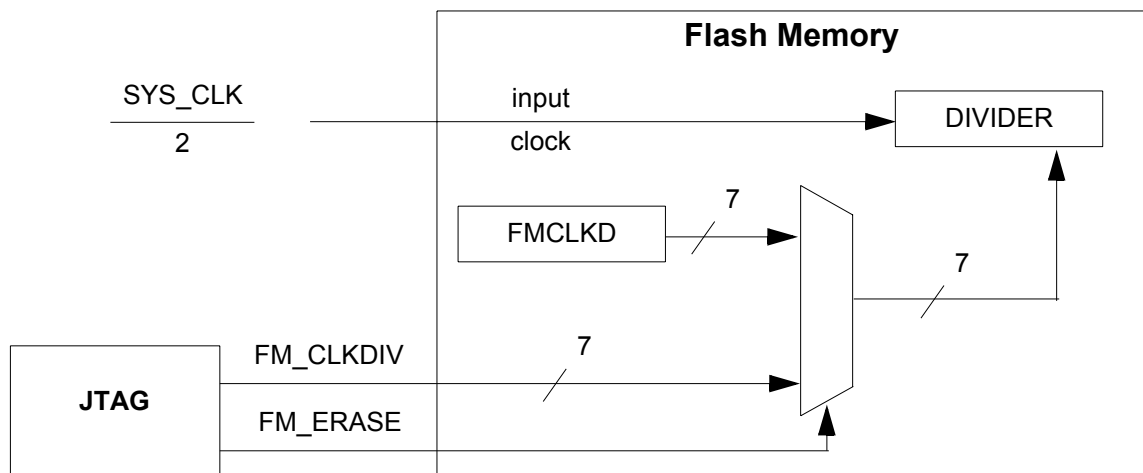 Flash Memory
SYS_CLK
2
input
clock
DIVIDER
7
FMCLKD
7
7
FM_CLKDIV
JTAG
FM_ERASE